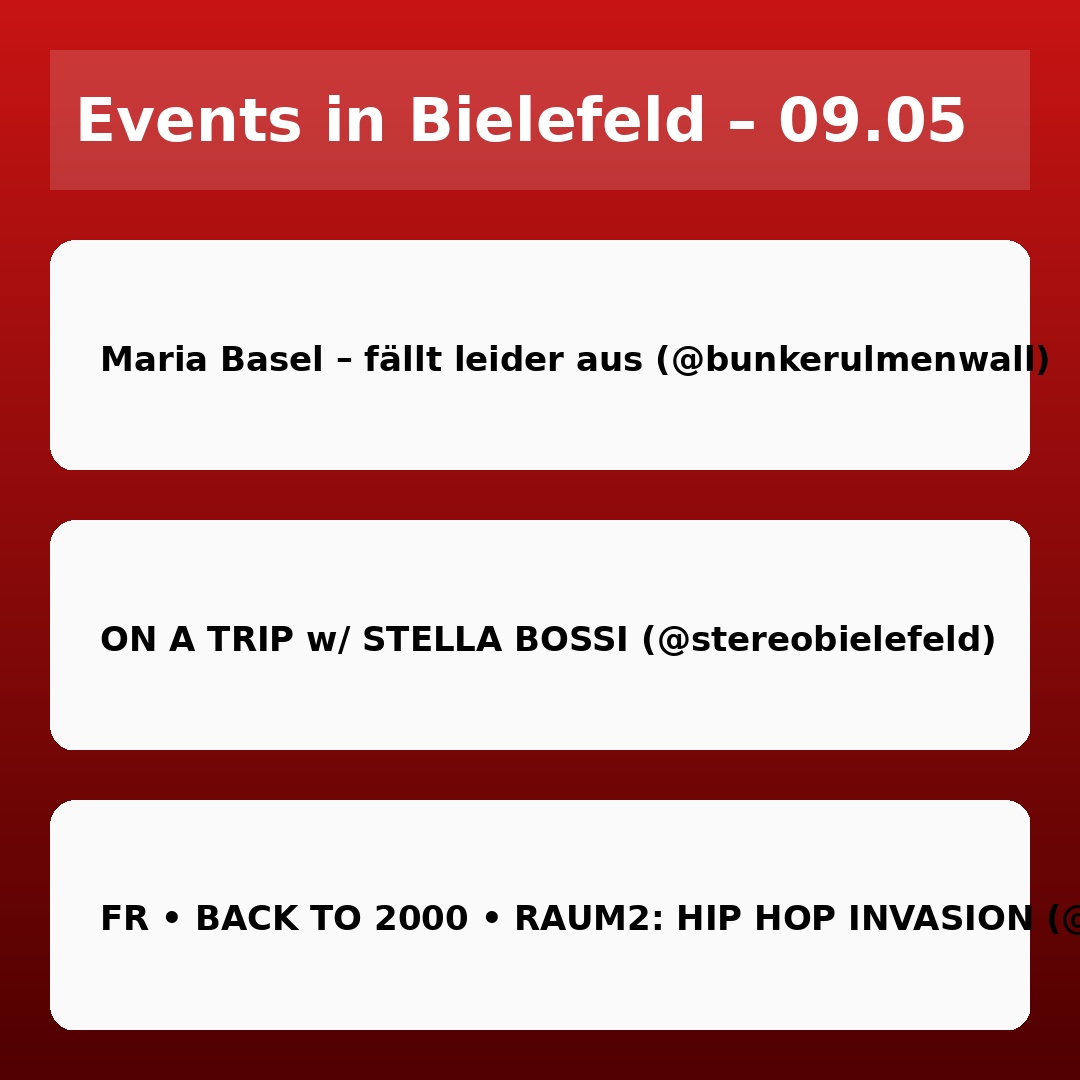 Events in Bielefeld – 09.05
Maria Basel – fällt leider aus (@bunkerulmenwall)
ON A TRIP w/ STELLA BOSSI (@stereobielefeld)
FR • BACK TO 2000 • RAUM2: HIP HOP INVASION (@